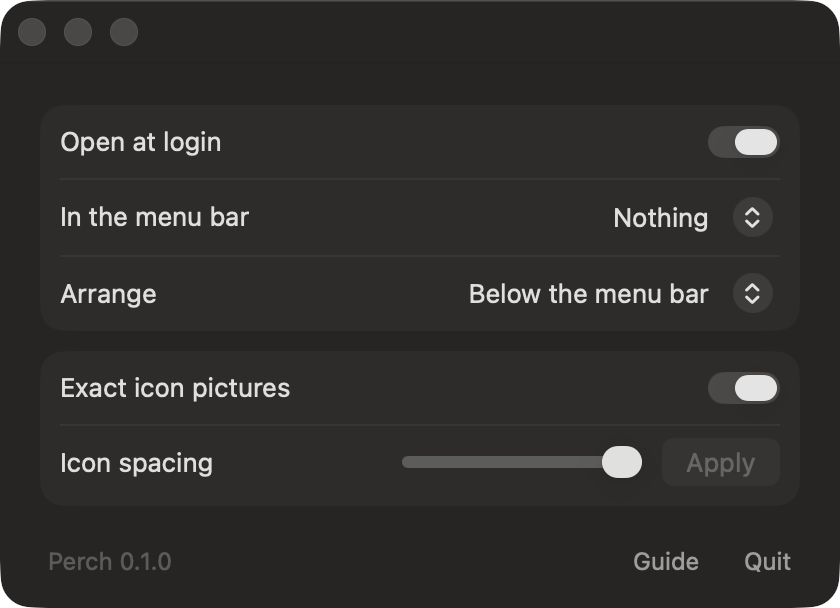 Open at login
In the menu bar Nothing
Arrange Below the menu bar
Exact icon pictures
Icon spacing Apply
Perch 0.1.0 Guide Quit